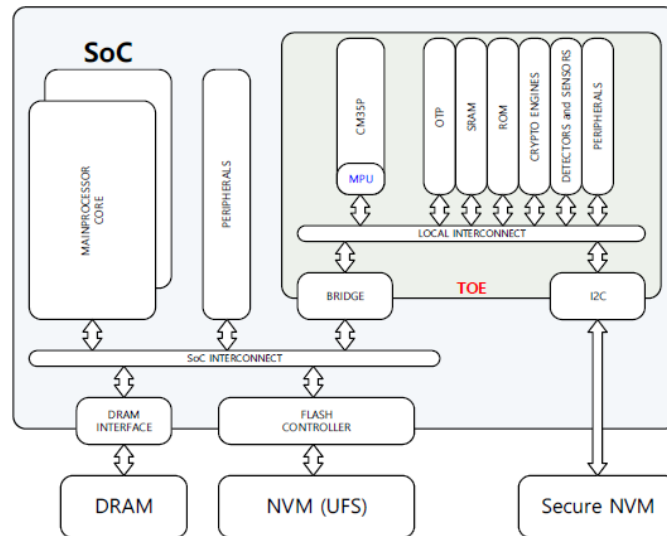 SoC
MAINPROCESSOR
CORE
PERIPHERALS
CM35P
MPU
OTP
SRAM
ROM
CRYPTO ENGINES
DETECTORS and SENSORS
PERIPHERALS
LOCAL INTERCONNECT
BRIDGE
TOE
I2C
SoC INTERCONNECT
DRAM
INTERFACE
FLASH
CONTROLLER
DRAM
NVM (UFS)
Secure NVM